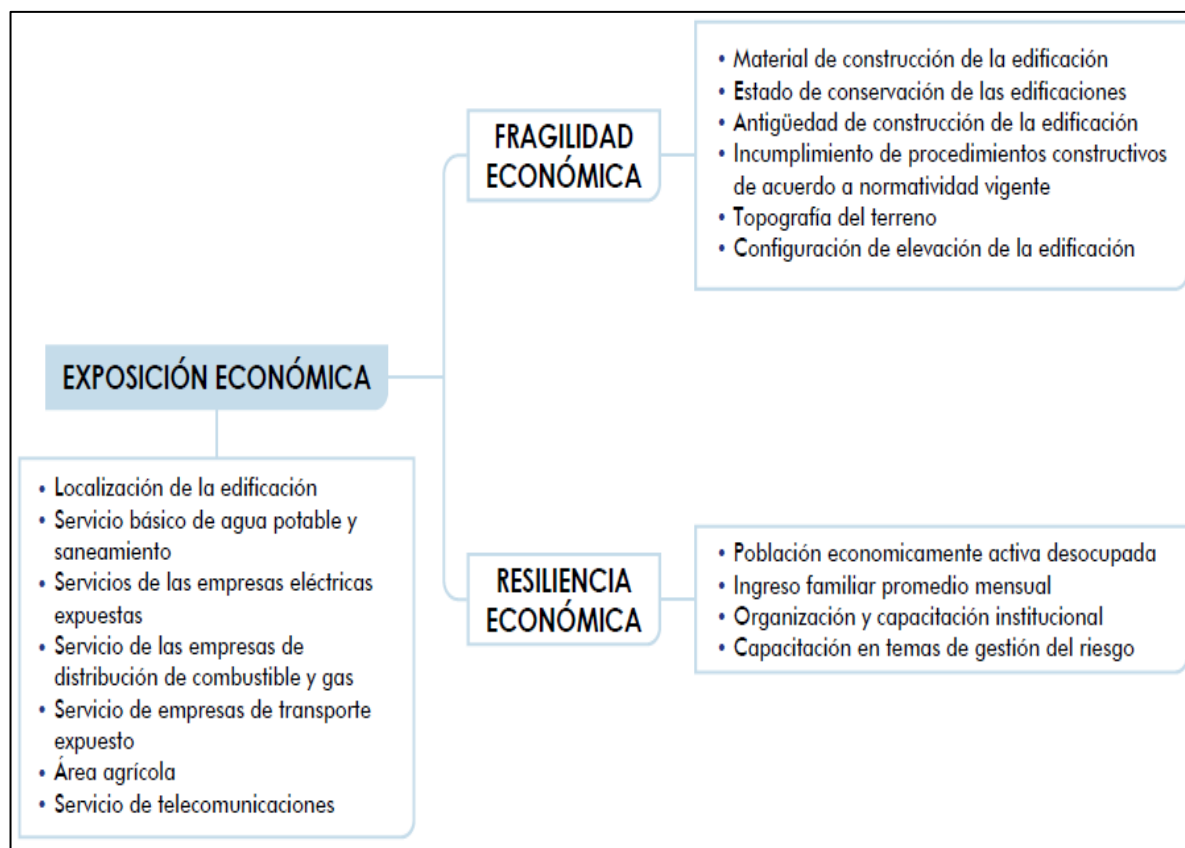 • Material de construcción de la edificación
• Estado de conservación de las edificaciones
• Antigüedad de construcción de la edificación
• Incumplimiento de procedimientos constructivos
de acuerdo a normatividad vigente
• Topografía del terreno
• Configuración de elevación de la edificación
FRAGILIDAD
ECONÓMICA
EXPOSICIÓN ECONÓMICA
• Localización de la edificación
• Servicio básico de agua potable y
saneamiento
• Servicios de las empresas eléctricas
expuestas
• Servicio de las empresas de
distribución de combustible y gas
• Servicio de empresas de transporte
expuesto
• Área agrícola
• Servicio de telecomunicaciones
RESILIENCIA
ECONÓMICA
• Población economicamente activa desocupada
• Ingreso familiar promedio mensual
• Organización y capacitación institucional
• Capacitación en temas de gestión del riesgo